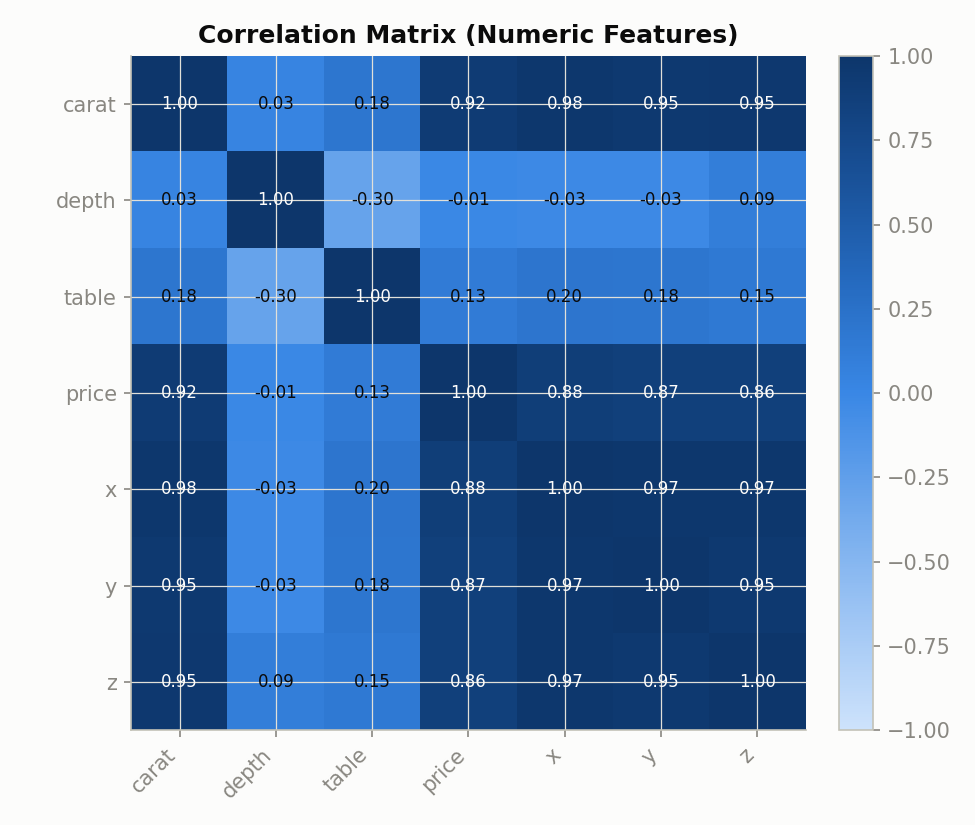 Correlation Matrix (Numeric Features)
carat 1.00 0.03 0.18 0.92 0.98 0.95 0.95
depth 0.03 1.00 -0.30 -0.01 -0.03 -0.03 0.09
table 0.18 -0.30 1.00 0.13 0.20 0.18 0.15
price 0.92 -0.01 0.13 1.00 0.88 0.87 0.86
x 0.98 -0.03 0.20 0.88 1.00 0.97 0.97
y 0.95 -0.03 0.18 0.87 0.97 1.00 0.95
z 0.95 0.09 0.15 0.86 0.97 0.95 1.00
carat depth table price x y z
1.00
0.75
0.50
0.25
0.00
−0.25
−0.50
−0.75
−1.00